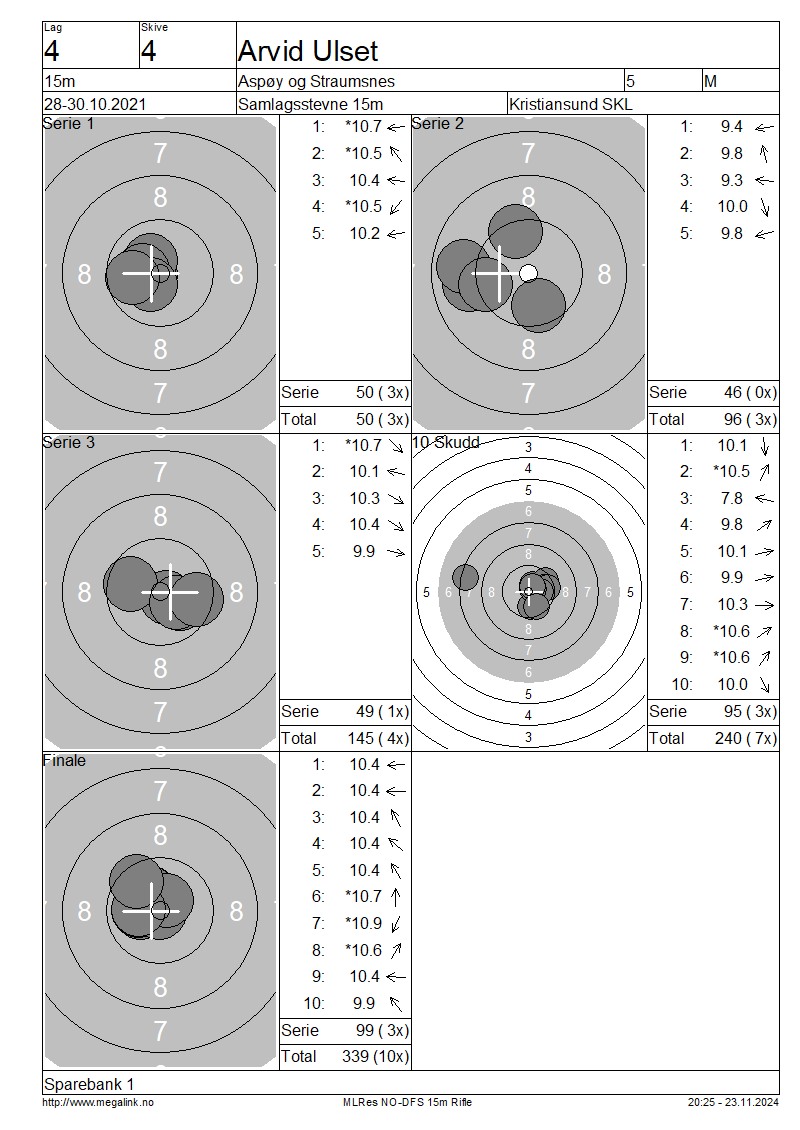 Lag
Skive
4
4
Arvid Ulset
15m
Aspøy og Straumsnes
5
M
28-30.10.2021
Samlagsstevne 15m
Kristiansund SKL
Serie 1
7
8
8
8
8
7
1: *10.7
2: *10.5
3: 10.4
4: *10.5
5: 10.2
Serie 50 ( 3x)
Total 50 ( 3x)
Serie 2
7
8
8
8
7
1: 9.4
2: 9.8
3: 9.3
4: 10.0
5: 9.8
Serie 46 ( 0x)
Total 96 ( 3x)
Serie 3
7
8
8
8
8
7
1: *10.7
2: 10.1
3: 10.3
4: 10.4
5: 9.9
Serie 49 ( 1x)
Total 145 ( 4x)
10 Skudd
3
4
5
6
7
8
5 6 7 8 8 7 6 5
8
7
6
5
4
3
1: 10.1
2: *10.5
3: 7.8
4: 9.8
5: 10.1
6: 9.9
7: 10.3
8: *10.6
9: *10.6
10: 10.0
Serie 95 ( 3x)
Total 240 ( 7x)
Finale
7
8
8
8
8
7
1: 10.4
2: 10.4
3: 10.4
4: 10.4
5: 10.4
6: *10.7
7: *10.9
8: *10.6
9: 10.4
10: 9.9
Serie 99 ( 3x)
Total 339 (10x)
Sparebank 1
http://www.megalink.no
MLRes NO-DFS 15m Rifle
20:25 - 23.11.2024